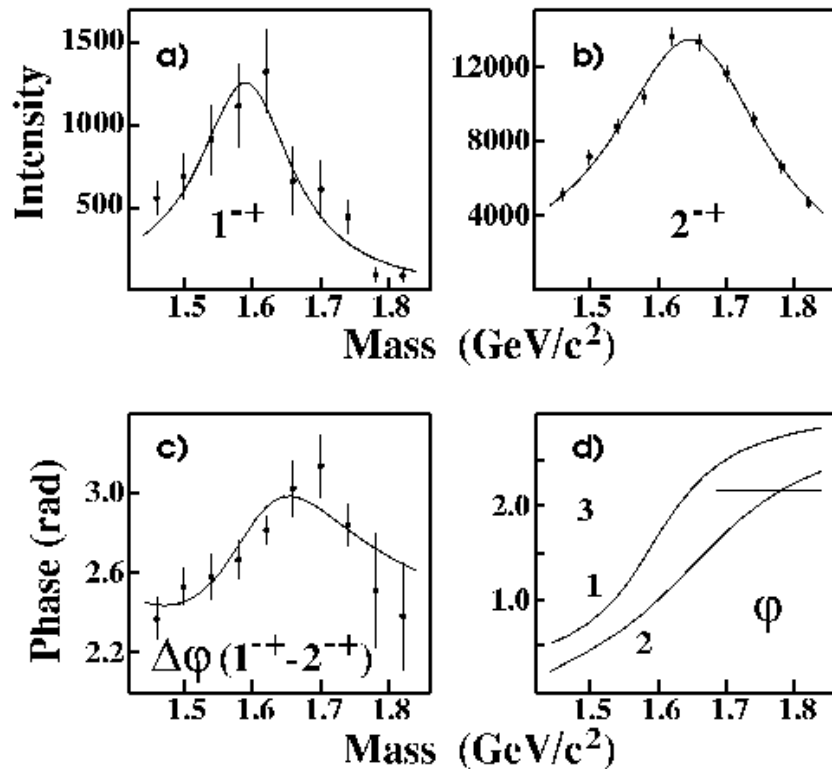 1500
a)
1000
500
Intensity
1⁻⁺
1.5 1.6 1.7 1.8
12000
b)
8000
4000
2⁻⁺
1.5 1.6 1.7 1.8
Mass (GeV/c²)
c)
3.0
2.6
2.2
Phase (rad)
Δφ(1⁻⁺-2⁻⁺)
1.5 1.6 1.7 1.8
d)
2.0
3
1
1.0
2
φ
1.5 1.6 1.7 1.8
Mass (GeV/c²)